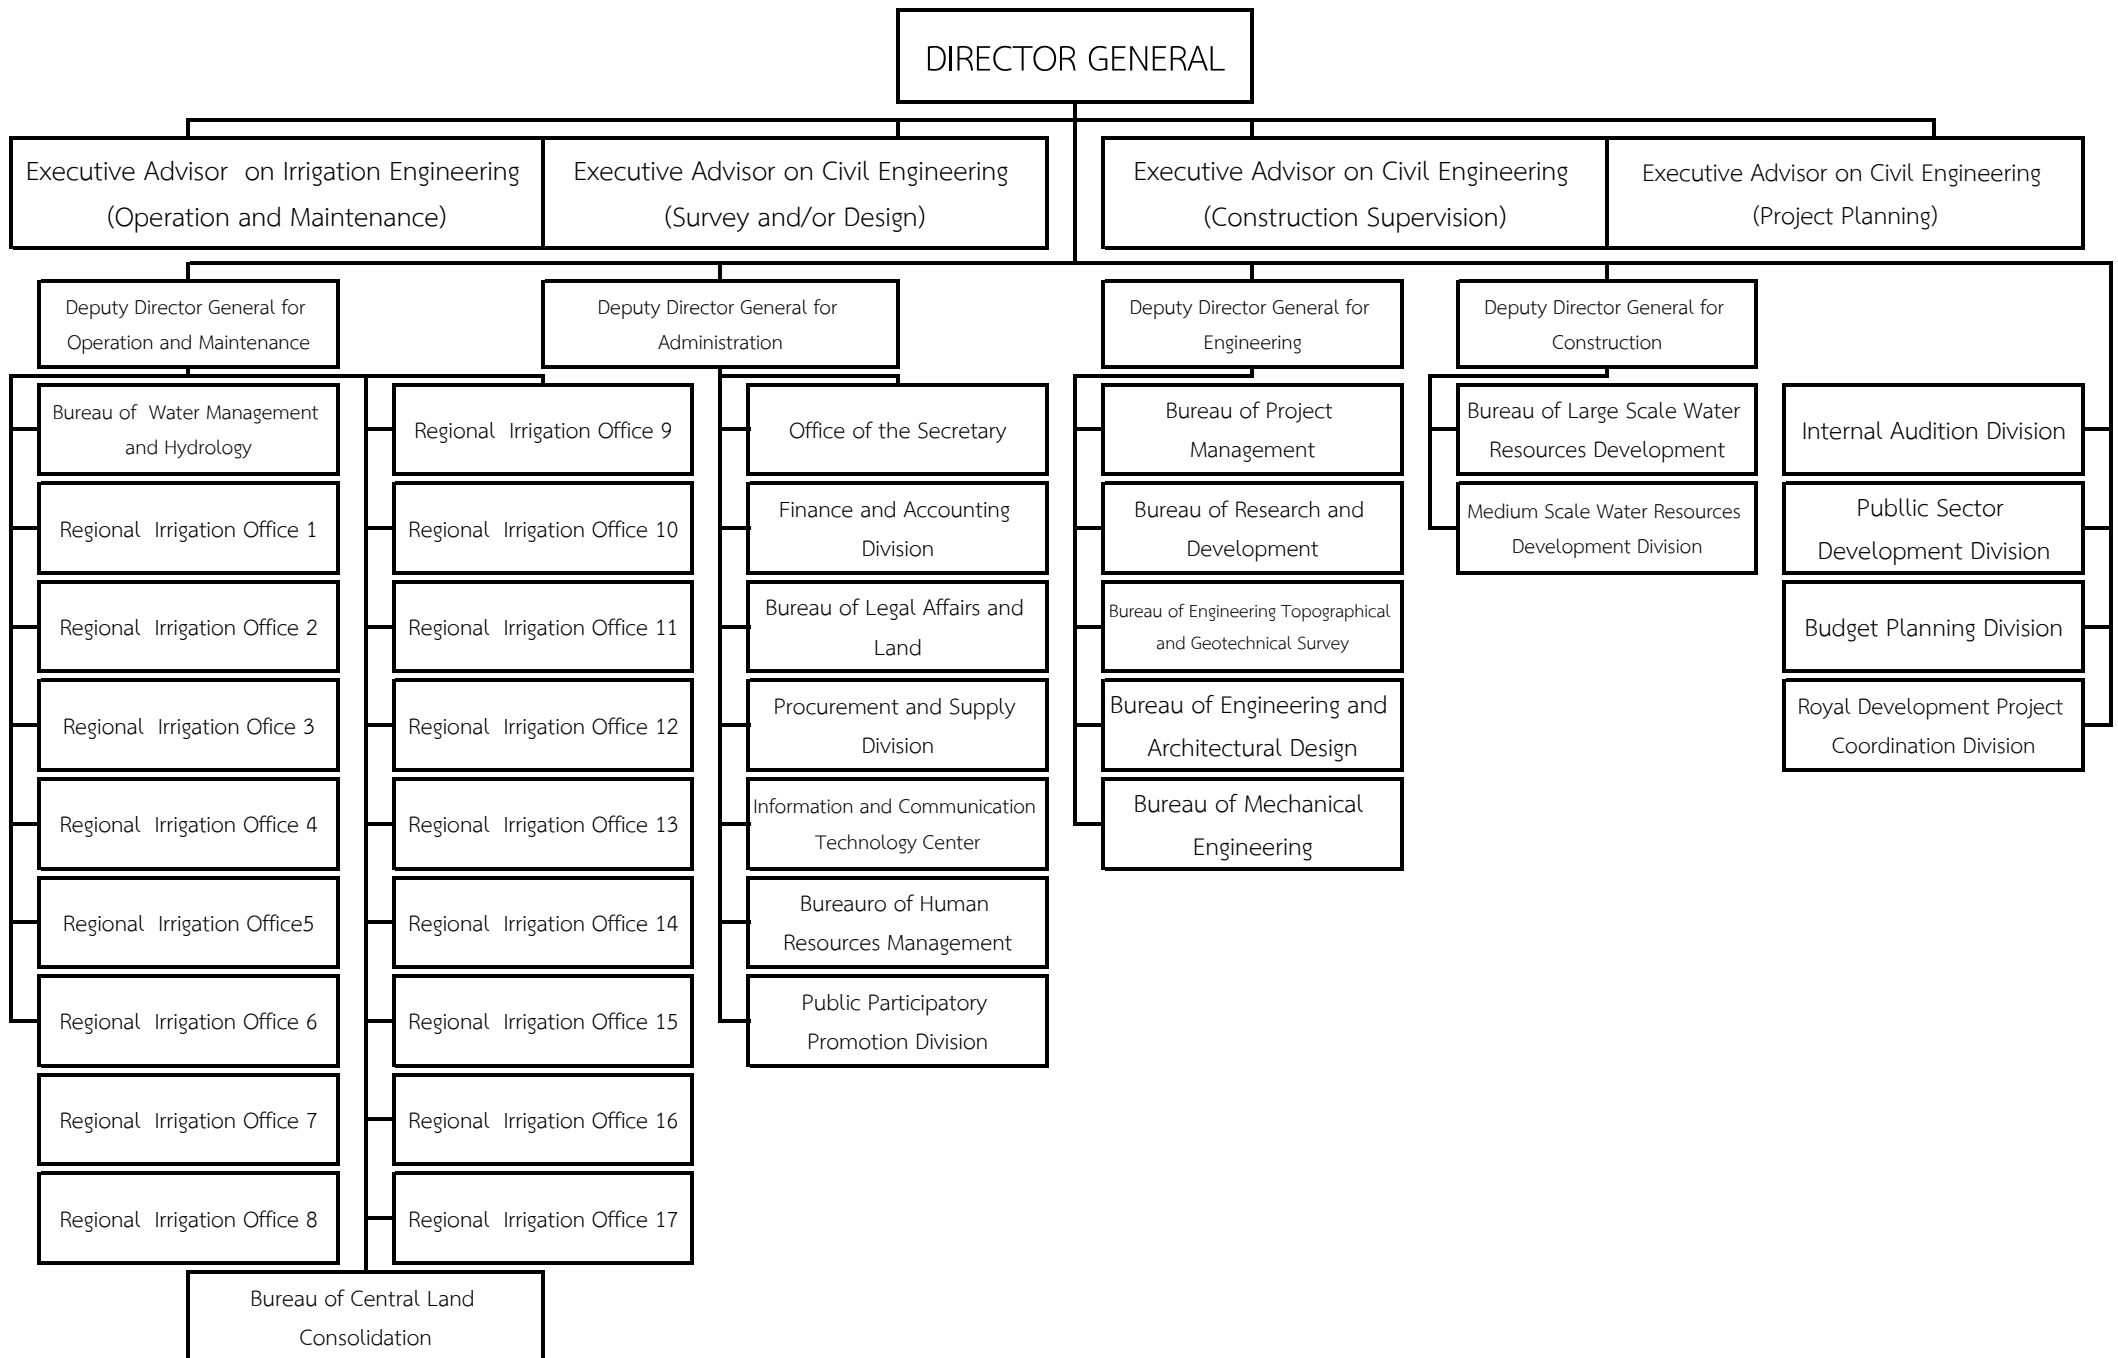 DIRECTOR GENERAL
Executive Advisor on Irrigation Engineering
(Operation and Maintenance)
Executive Advisor on Civil Engineering
(Survey and/or Design)
Executive Advisor on Civil Engineering
(Construction Supervision)
Executive Advisor on Civil Engineering
(Project Planning)
Deputy Director General for
Operation and Maintenance
Deputy Director General for
Administration
Deputy Director General for
Engineering
Deputy Director General for
Construction
Bureau of Water Management
and Hydrology
Regional Irrigation Office 1
Regional Irrigation Office 2
Regional Irrigation Ofice 3
Regional Irrigation Office 4
Regional Irrigation Office5
Regional Irrigation Office 6
Regional Irrigation Office 7
Regional Irrigation Office 8
Regional Irrigation Office 9
Regional Irrigation Office 10
Regional Irrigation Office 11
Regional Irrigation Office 12
Regional Irrigation Office 13
Regional Irrigation Office 14
Regional Irrigation Office 15
Regional Irrigation Office 16
Regional Irrigation Office 17
Bureau of Central Land
Consolidation
Office of the Secretary
Finance and Accounting
Division
Bureau of Legal Affairs and
Land
Procurement and Supply
Division
Information and Communication
Technology Center
Bureauro of Human
Resources Management
Public Participatory
Promotion Division
Bureau of Project
Management
Bureau of Research and
Development
Bureau of Engineering Topographical
and Geotechnical Survey
Bureau of Engineering and
Architectural Design
Bureau of Mechanical
Engineering
Bureau of Large Scale Water
Resources Development
Medium Scale Water Resources
Development Division
Internal Audition Division
Publlic Sector
Development Division
Budget Planning Division
Royal Development Project
Coordination Division